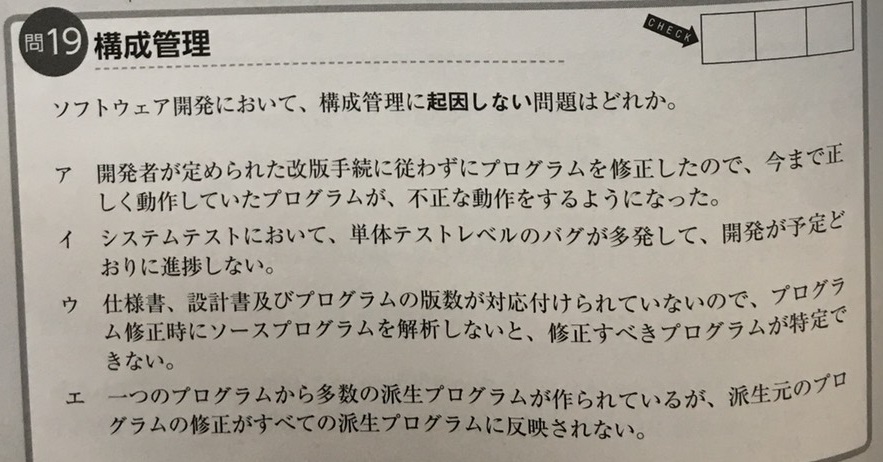 問19 構成管理
CHECK
ソフトウェア開発において、構成管理に起因しない問題はどれか。
ア 開発者が定められた改版手続に従わずにプログラムを修正したので、今まで正
しく動作していたプログラムが、不正な動作をするようになった。
イ システムテストにおいて、単体テストレベルのバグが多発して、開発が予定ど
おりに進捗しない。
ウ 仕様書、設計書及びプログラムの版数が対応付けられていないので、プログラ
ム修正時にソースプログラムを解析しないと、修正すべきプログラムが特定で
きない。
エ 一つのプログラムから多数の派生プログラムが作られているが、派生元のプロ
グラムの修正がすべての派生プログラムに反映されない。